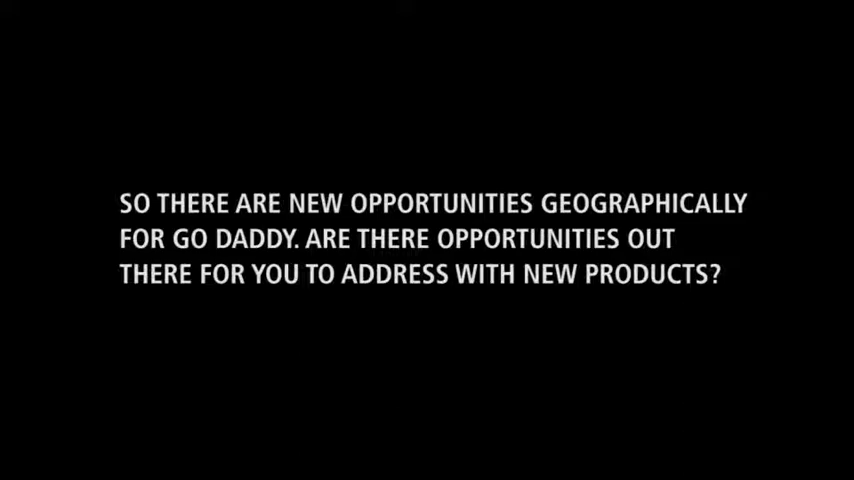 SO THERE ARE NEW OPPORTUNITIES GEOGRAPHICALLY
FOR GO DADDY. ARE THERE OPPORTUNITIES OUT
THERE FOR YOU TO ADDRESS WITH NEW PRODUCTS?